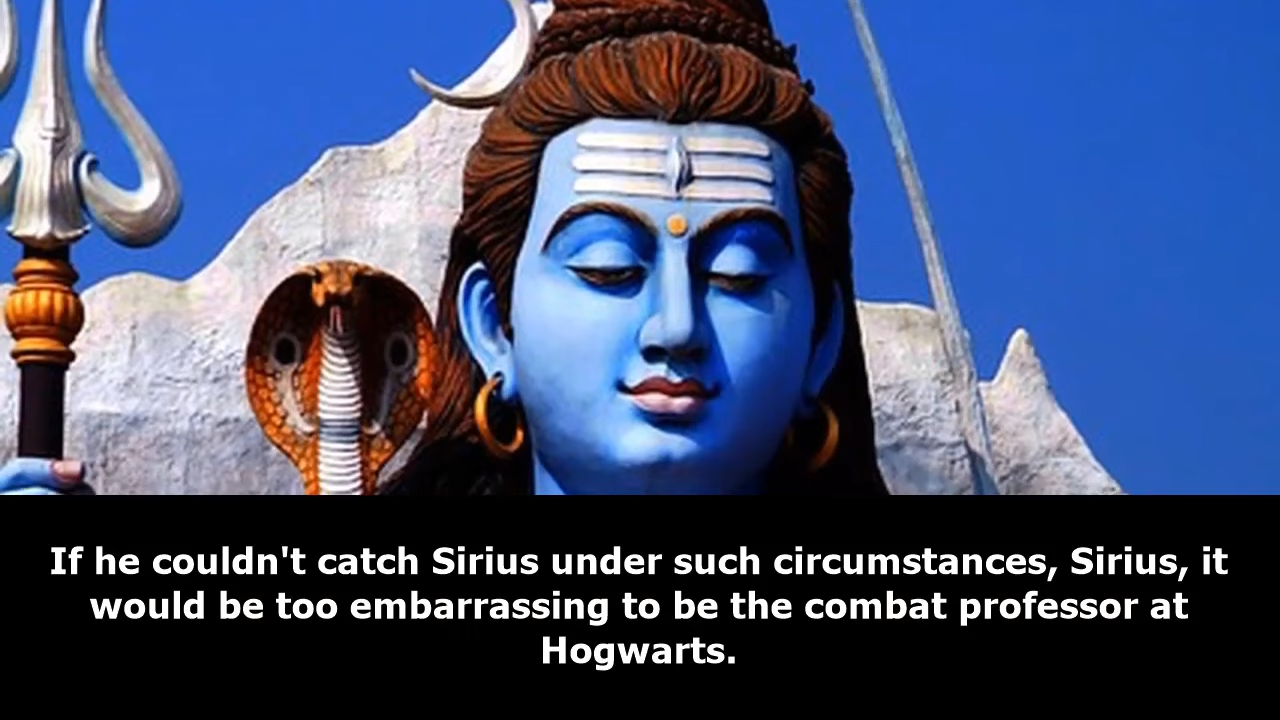 If he couldn't catch Sirius under such circumstances, Sirius, it
would be too embarrassing to be the combat professor at
Hogwarts.